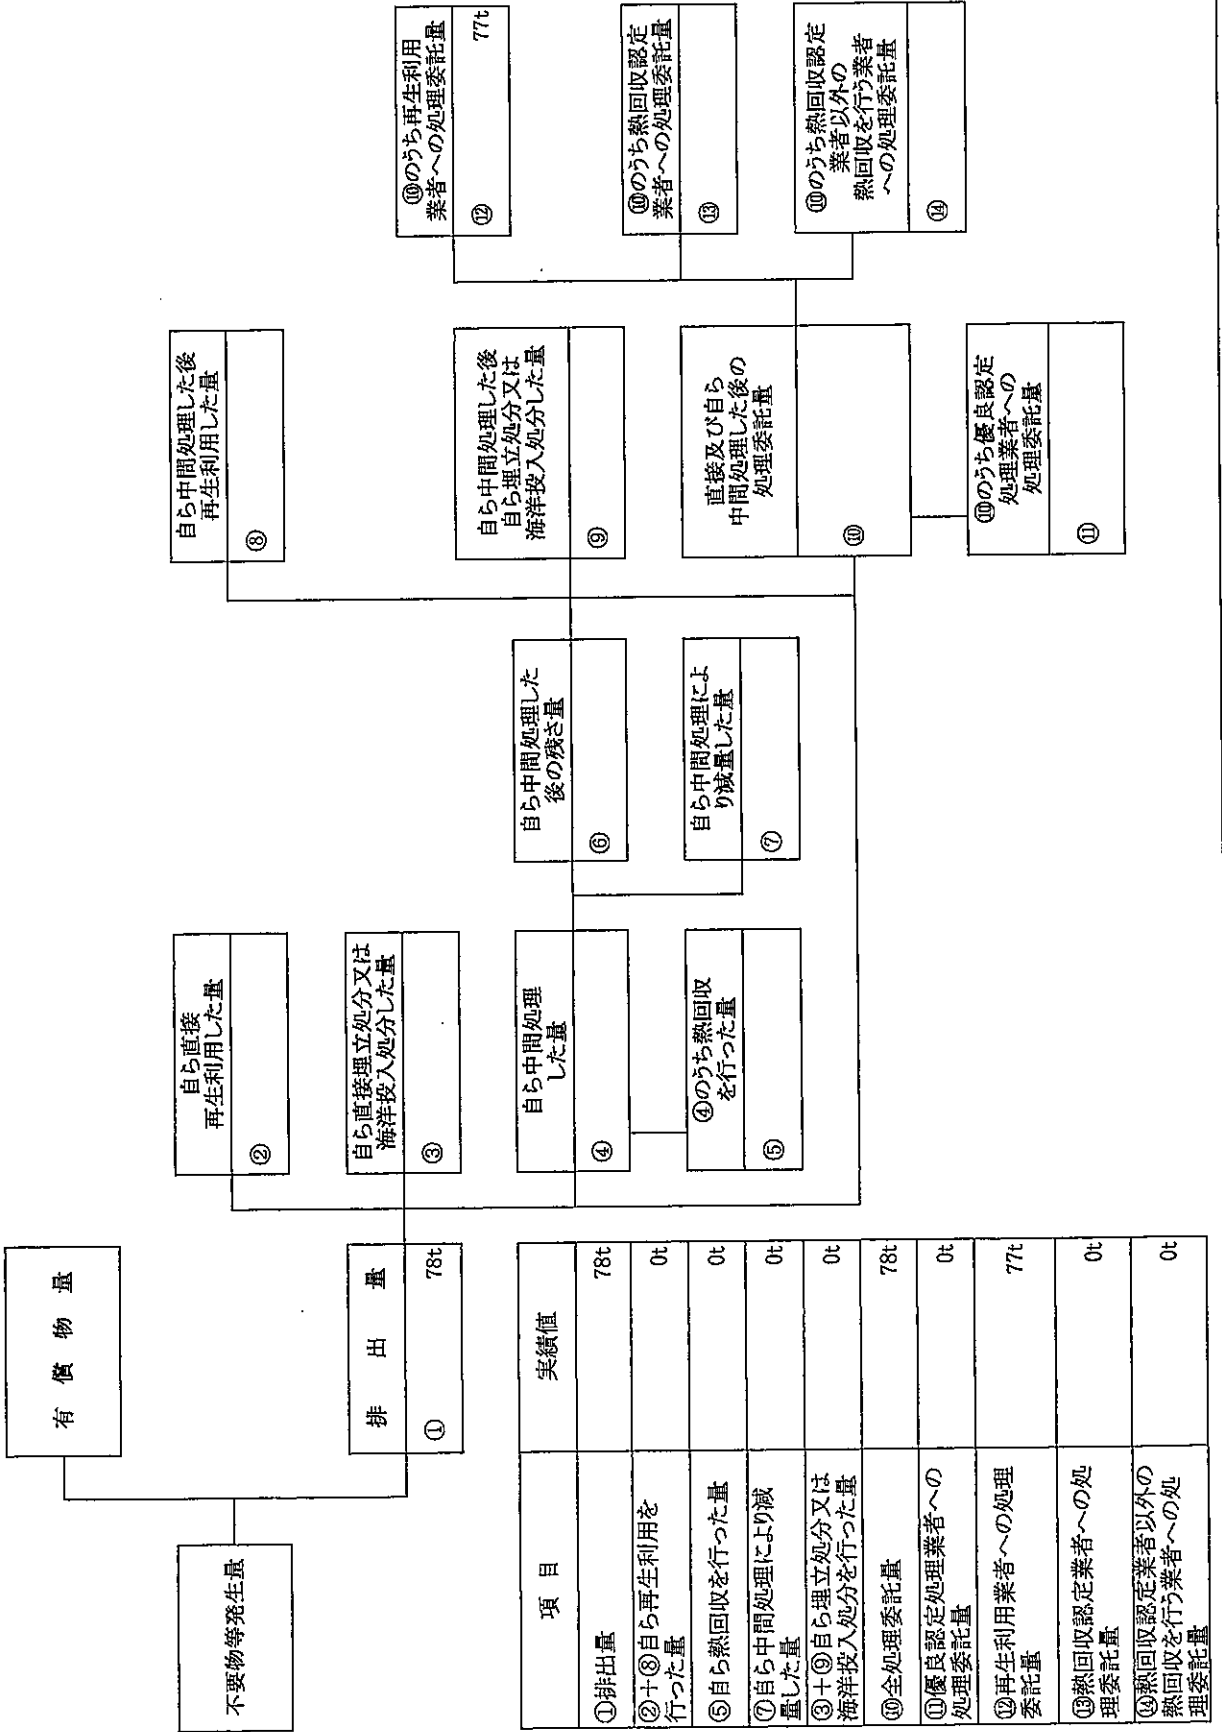 不要物等発生量
有 償 物 量
排 出 量
① 78t
自ら直接
再生利用した量
②
自ら直接埋立処分又は
海洋投入処分した量
③
自ら中間処理
した量
④
④のうち熱回収
を行った量
⑤
自ら中間処理した
後の残さ量
⑥
自ら中間処理によ
り減量した量
⑦
自ら中間処理した後
再生利用した量
⑧
自ら中間処理した後
自ら埋立処分又は
海洋投入処分した量
⑨
直接及び自ら
中間処理した後の
処理委託量
⑩
⑩のうち優良認定
処理業者への
処理委託量
⑪
⑩のうち再生利用
業者への処理委託量
⑫ 77t
⑩のうち熱回収認定
業者への処理委託量
⑬
⑩のうち熱回収認定
業者以外の
熱回収を行う業者
への処理委託量
⑭
項 目 実績値
①排出量 78t
②+⑧自ら再生利用を
行った量 0t
⑤自ら熱回収を行った量 0t
⑦自ら中間処理により減
量した量 0t
③+⑨自ら埋立処分又は
海洋投入処分を行った量 0t
⑩全処理委託量 78t
⑪優良認定処理業者への
処理委託量 0t
⑫再生利用業者への処理
委託量 77t
⑬熱回収認定業者への処
理委託量 0t
⑭熱回収認定業者以外の
熱回収を行う業者への処
理委託量 0t